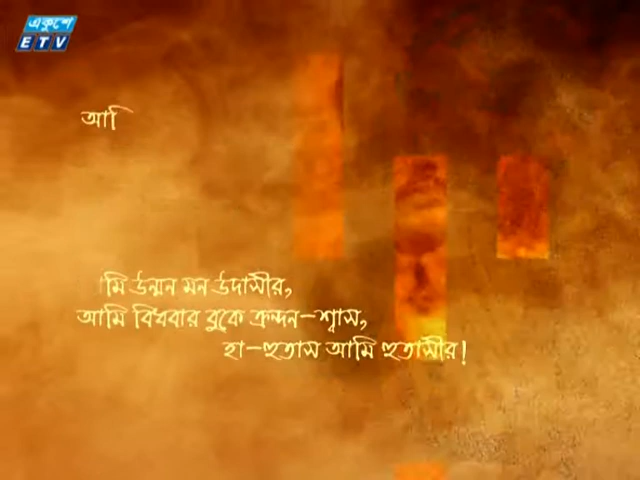 একুশে
ETV
আি
মি উন্মন মন উদাসীর,
আমি বিধবার বুকে ক্রন্দন-শ্বাস,
হা-হুতাস আমি হুতাসীর!